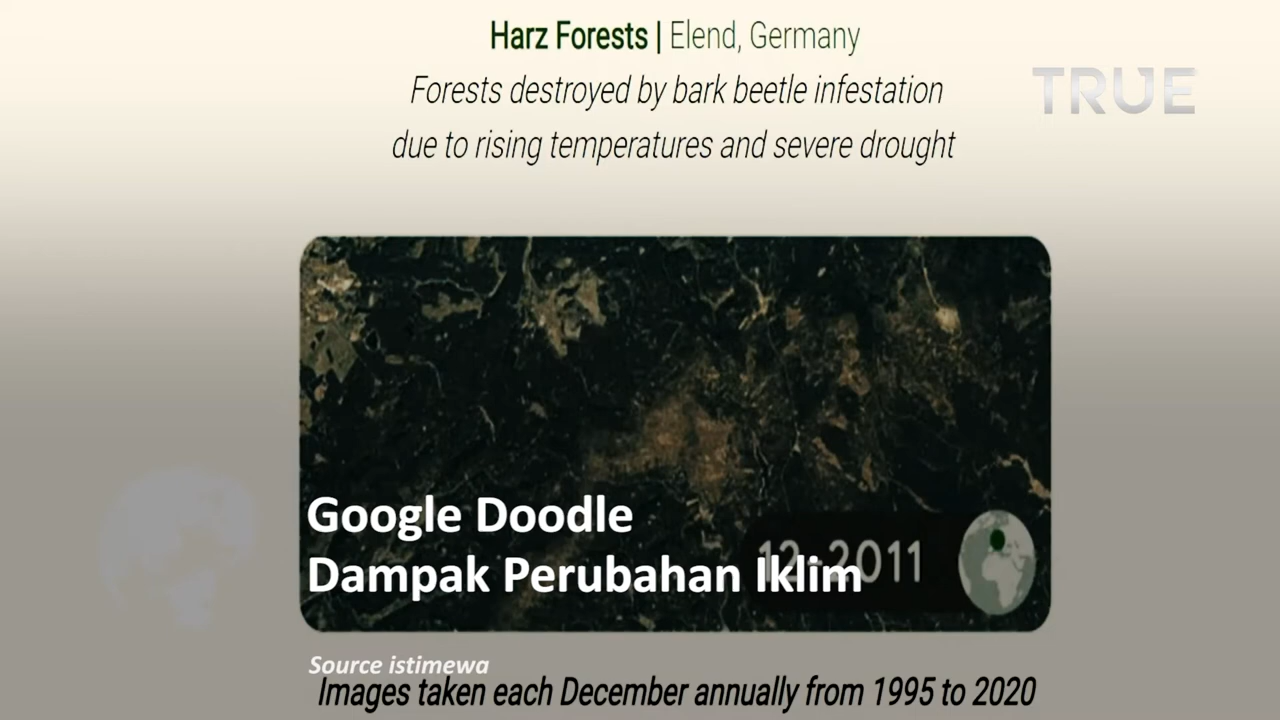 Harz Forests | Elend, Germany
Forests destroyed by bark beetle infestation
due to rising temperatures and severe drought
TRUE
Google Doodle
Dampak Perubahan Iklim
12-2011
Source istimewa
Images taken each December annually from 1995 to 2020